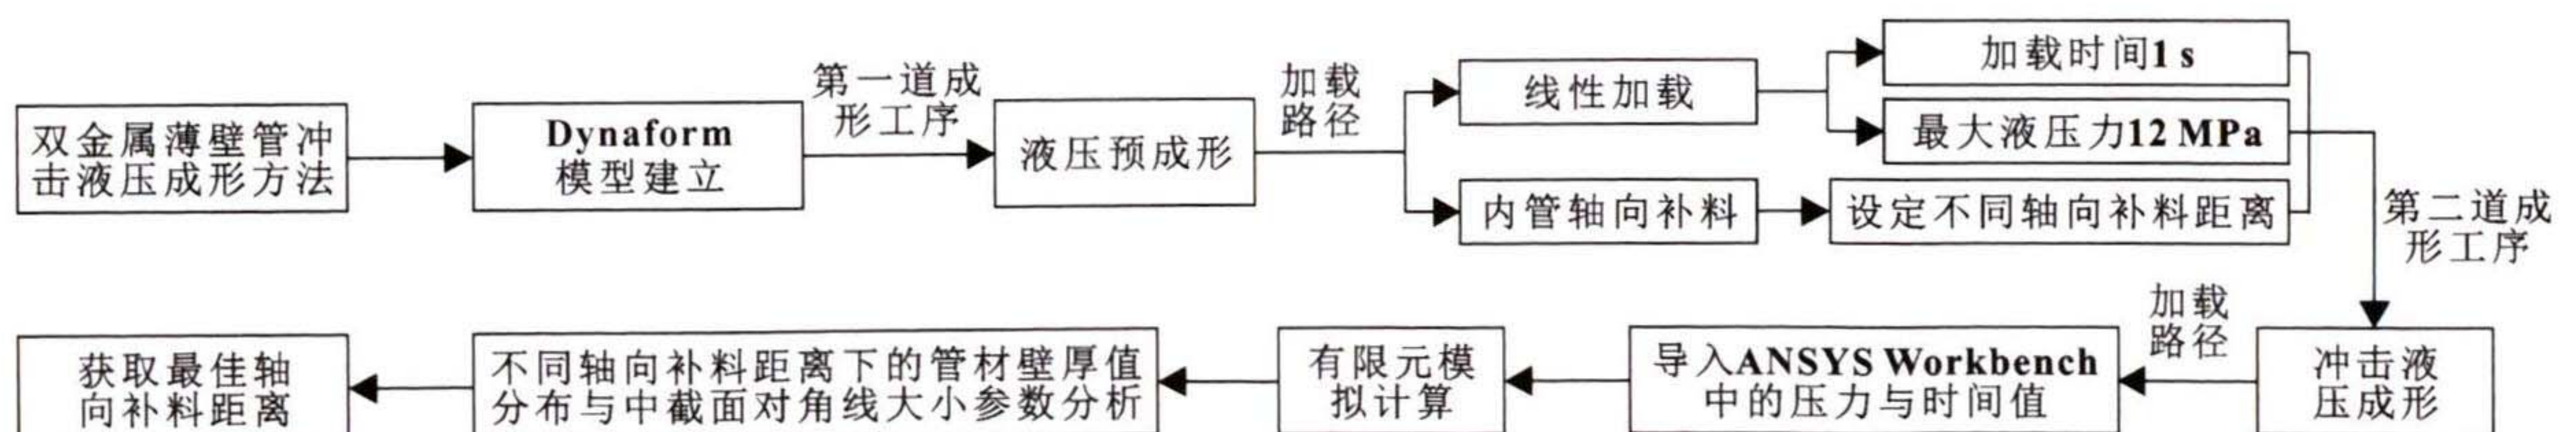 双金属薄壁管冲
击液压成形方法
Dynaform
模型建立
第一道成
形工序
液压预成形
加载
路径
线性加载
加载时间1 s
最大液压力12 MPa
内管轴向补料
设定不同轴向补料距离
第二道成
形工序
冲击液
压成形
加载
路径
导入ANSYS Workbench
中的压力与时间值
有限元模
拟计算
不同轴向补料距离下的管材壁厚值
分布与中截面对角线大小参数分析
获取最佳轴
向补料距离